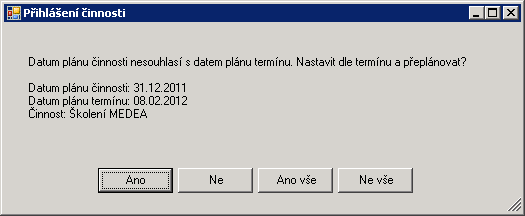 Přihlášení činnosti
Datum plánu činnosti nesouhlasí s datem plánu termínu. Nastavit dle termínu a přeplánovat?
Datum plánu činnosti: 31.12.2011
Datum plánu termínu: 08.02.2012
Činnost: Školení MEDEA
Ano
Ne
Ano vše
Ne vše